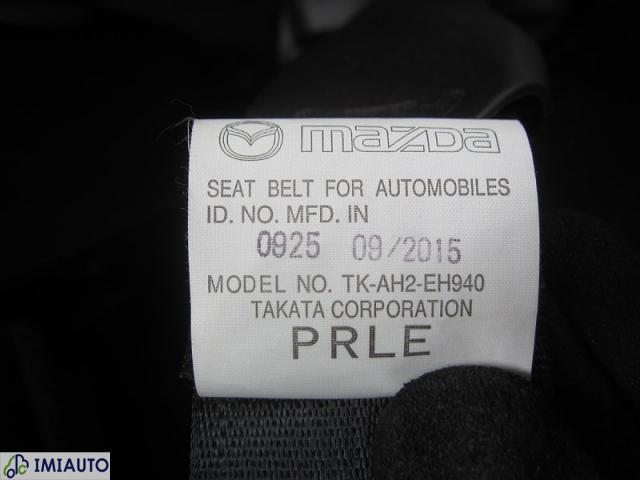 mazda
SEAT BELT FOR AUTOMOBILES
ID. NO. MFD. IN
0925 09/2015
MODEL NO. TK-AH2-EH940
TAKATA CORPORATION
PRLE
IMIAUTO